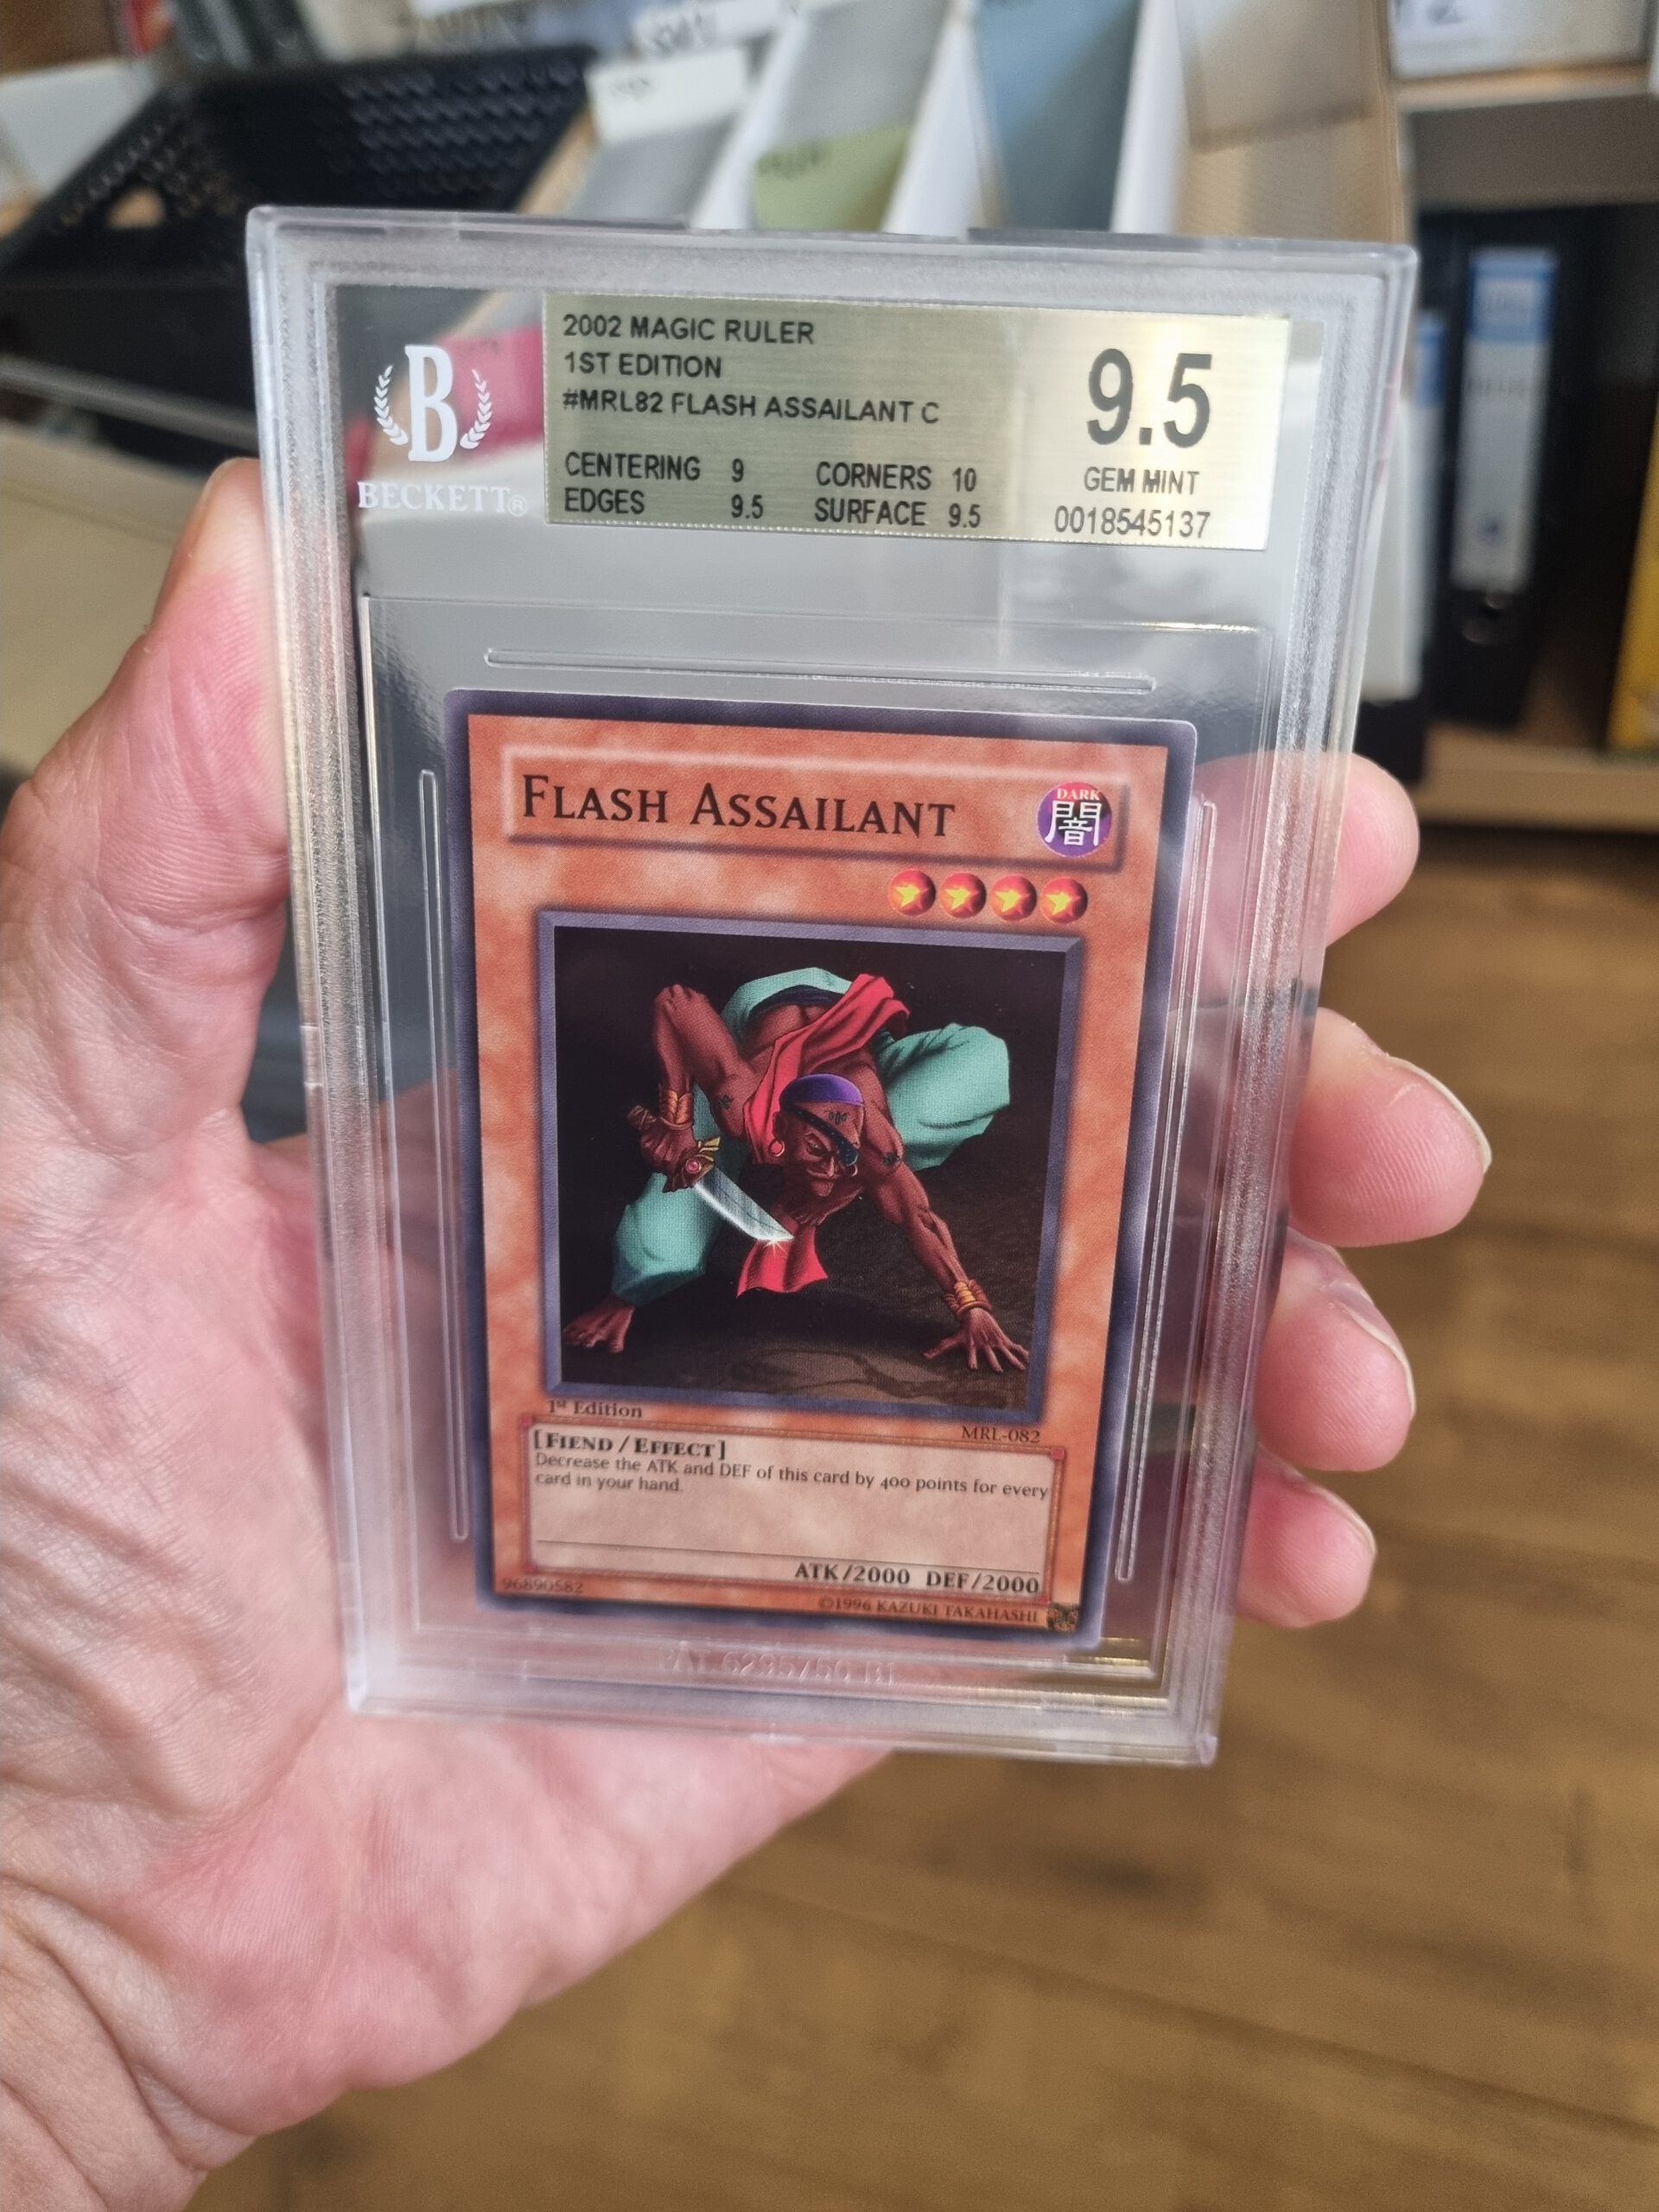 2002 MAGIC RULER
1ST EDITION
#MRL82 FLASH ASSAILANT C
CENTERING 9 CORNERS 10
EDGES 9.5 SURFACE 9.5
9.5
GEM MINT
0018545137
B
BECKETT®
FLASH ASSAILANT
DARK
闇
1st Edition
MRL-082
[FIEND/EFFECT]
Decrease the ATK and DEF of this card by 400 points for every
card in your hand.
ATK/2000 DEF/2000
96890582
©1996 KAZUKI TAKAHASHI